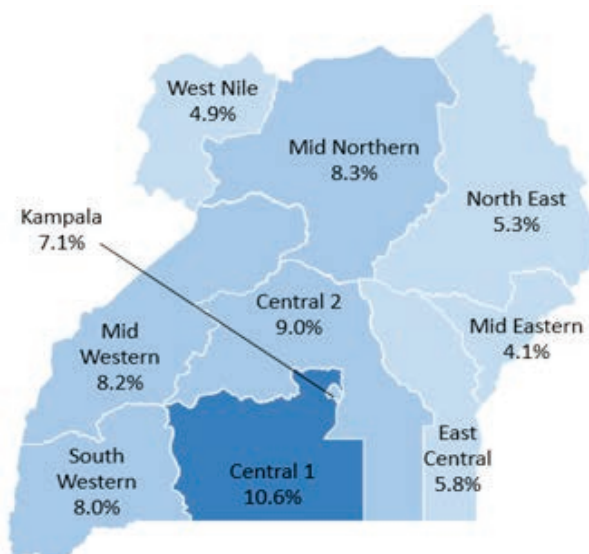 West Nile
4.9%
Mid Northern
8.3%
North East
5.3%
Kampala
7.1%
Central 2
9.0%
Mid Eastern
4.1%
Mid
Western
8.2%
East
Central
5.8%
South
Western
8.0%
Central 1
10.6%